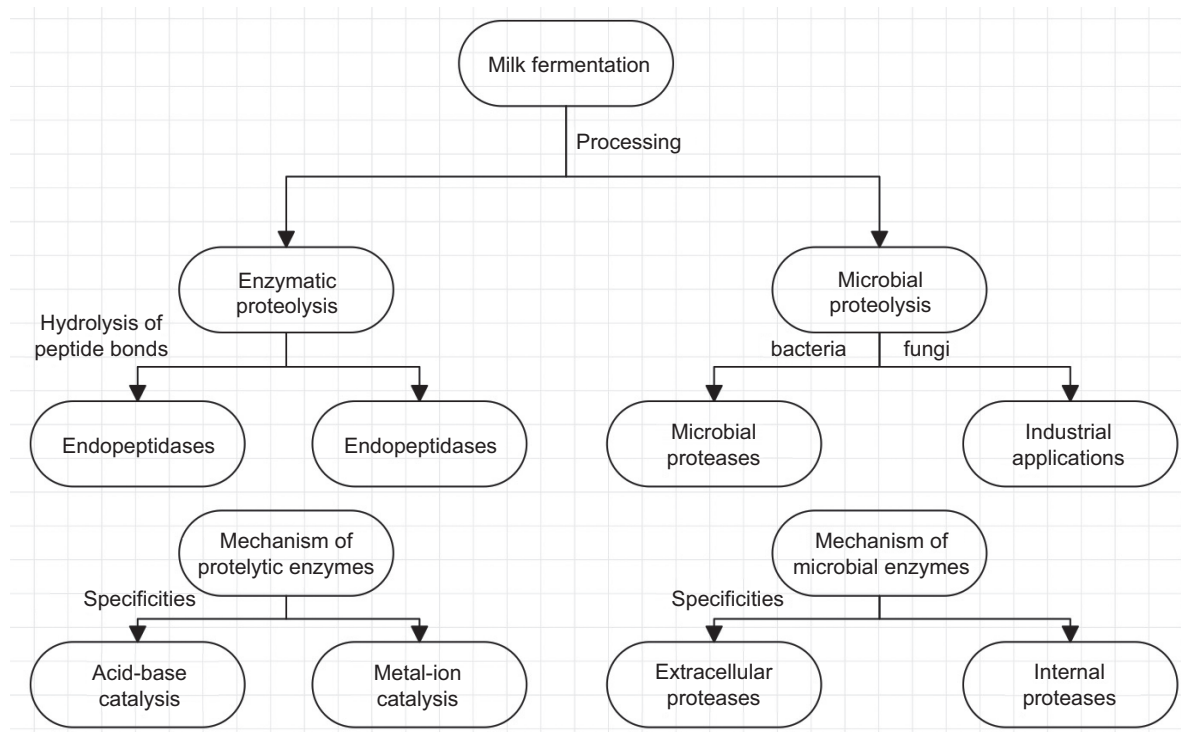 Milk fermentation
Processing
Enzymatic
proteolysis
Microbial
proteolysis
Hydrolysis of
peptide bonds
bacteria
fungi
Endopeptidases
Endopeptidases
Microbial
proteases
Industrial
applications
Mechanism of
protelytic enzymes
Mechanism of
microbial enzymes
Specificities
Specificities
Acid-base
catalysis
Metal-ion
catalysis
Extracellular
proteases
Internal
proteases